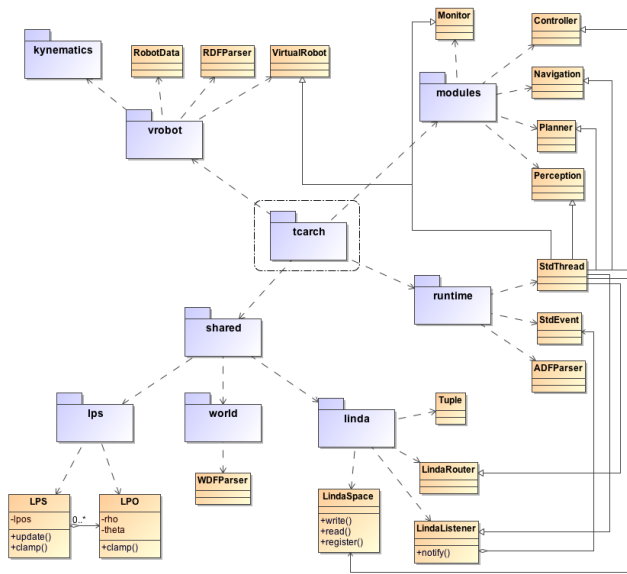 Monitor
Controller
kynematics
RobotData
RDFParser
VirtualRobot
modules
Navigation
vrobot
Planner
Perception
tcarch
StdThread
runtime
StdEvent
shared
ADFParser
lps
world
linda
Tuple
WDFParser
LindaRouter
LPS
-lpos
+update()
+clamp()
0..*
LPO
-rho
-theta
+clamp()
LindaSpace
+write()
+read()
+register()
LindaListener
+notify()